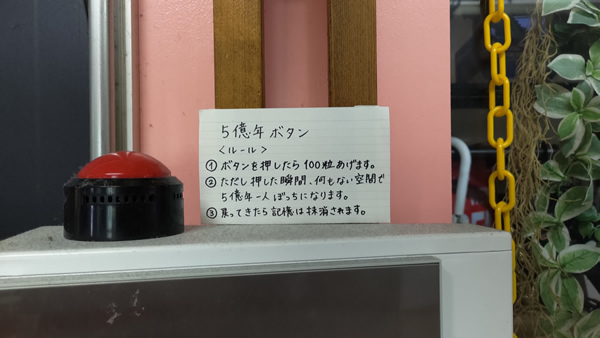 5億年ボタン
<ルール>
① ボタンを押したら100粒あげます。
② ただし押した瞬間、何もない空間で
5億年一人ぼっちになります。
③ 戻ってきたら記憶は抹消されます。